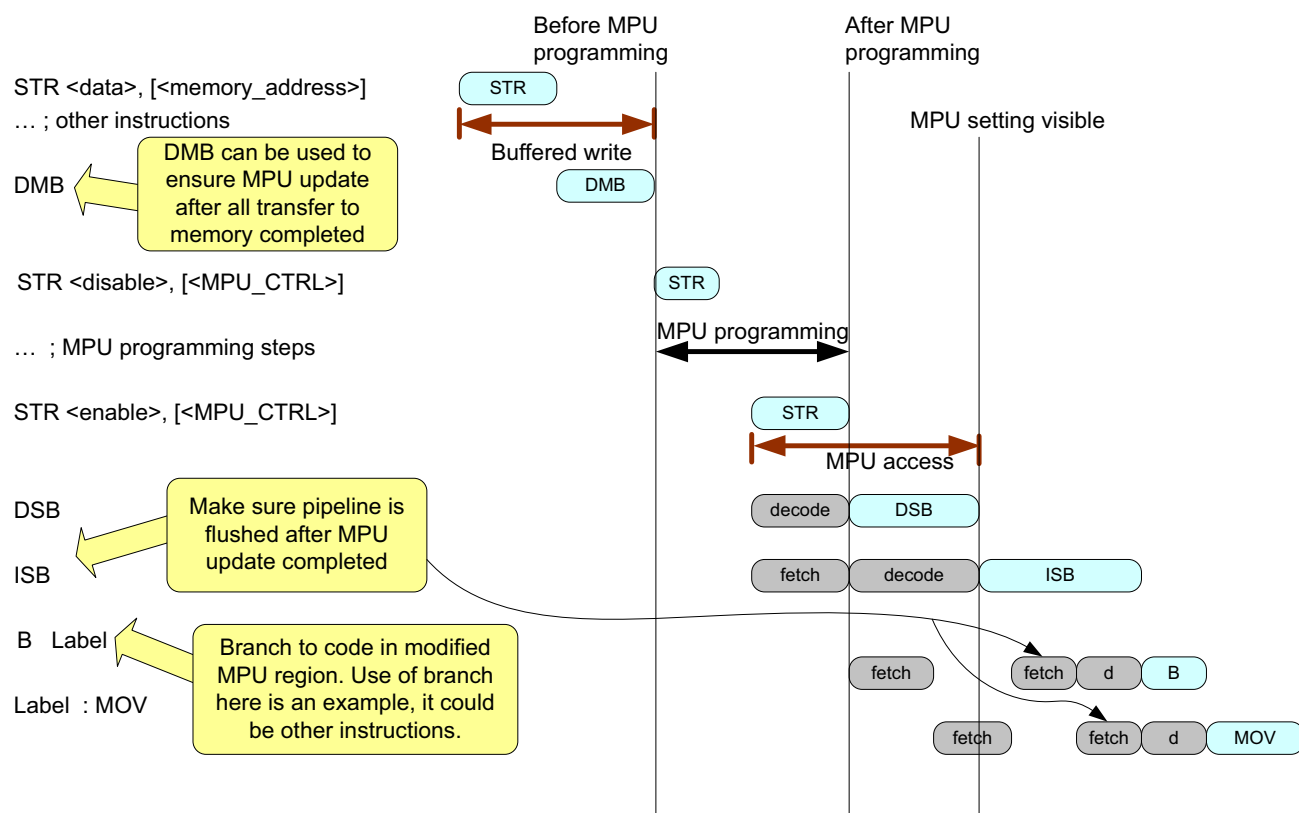 Before MPU
programming
After MPU
programming
STR <data>, [<memory_address>]
STR
… ; other instructions
MPU setting visible
Buffered write
DMB
DMB can be used to
ensure MPU update
after all transfer to
memory completed
DMB
STR <disable>, [<MPU_CTRL>]
STR
MPU programming
… ; MPU programming steps
STR <enable>, [<MPU_CTRL>]
STR
MPU access
DSB
Make sure pipeline is
flushed after MPU
update completed
decode
DSB
ISB
fetch
decode
ISB
B Label
Branch to code in modified
MPU region. Use of branch
here is an example, it could
be other instructions.
fetch
fetch
d
B
Label : MOV
fetch
fetch
d
MOV